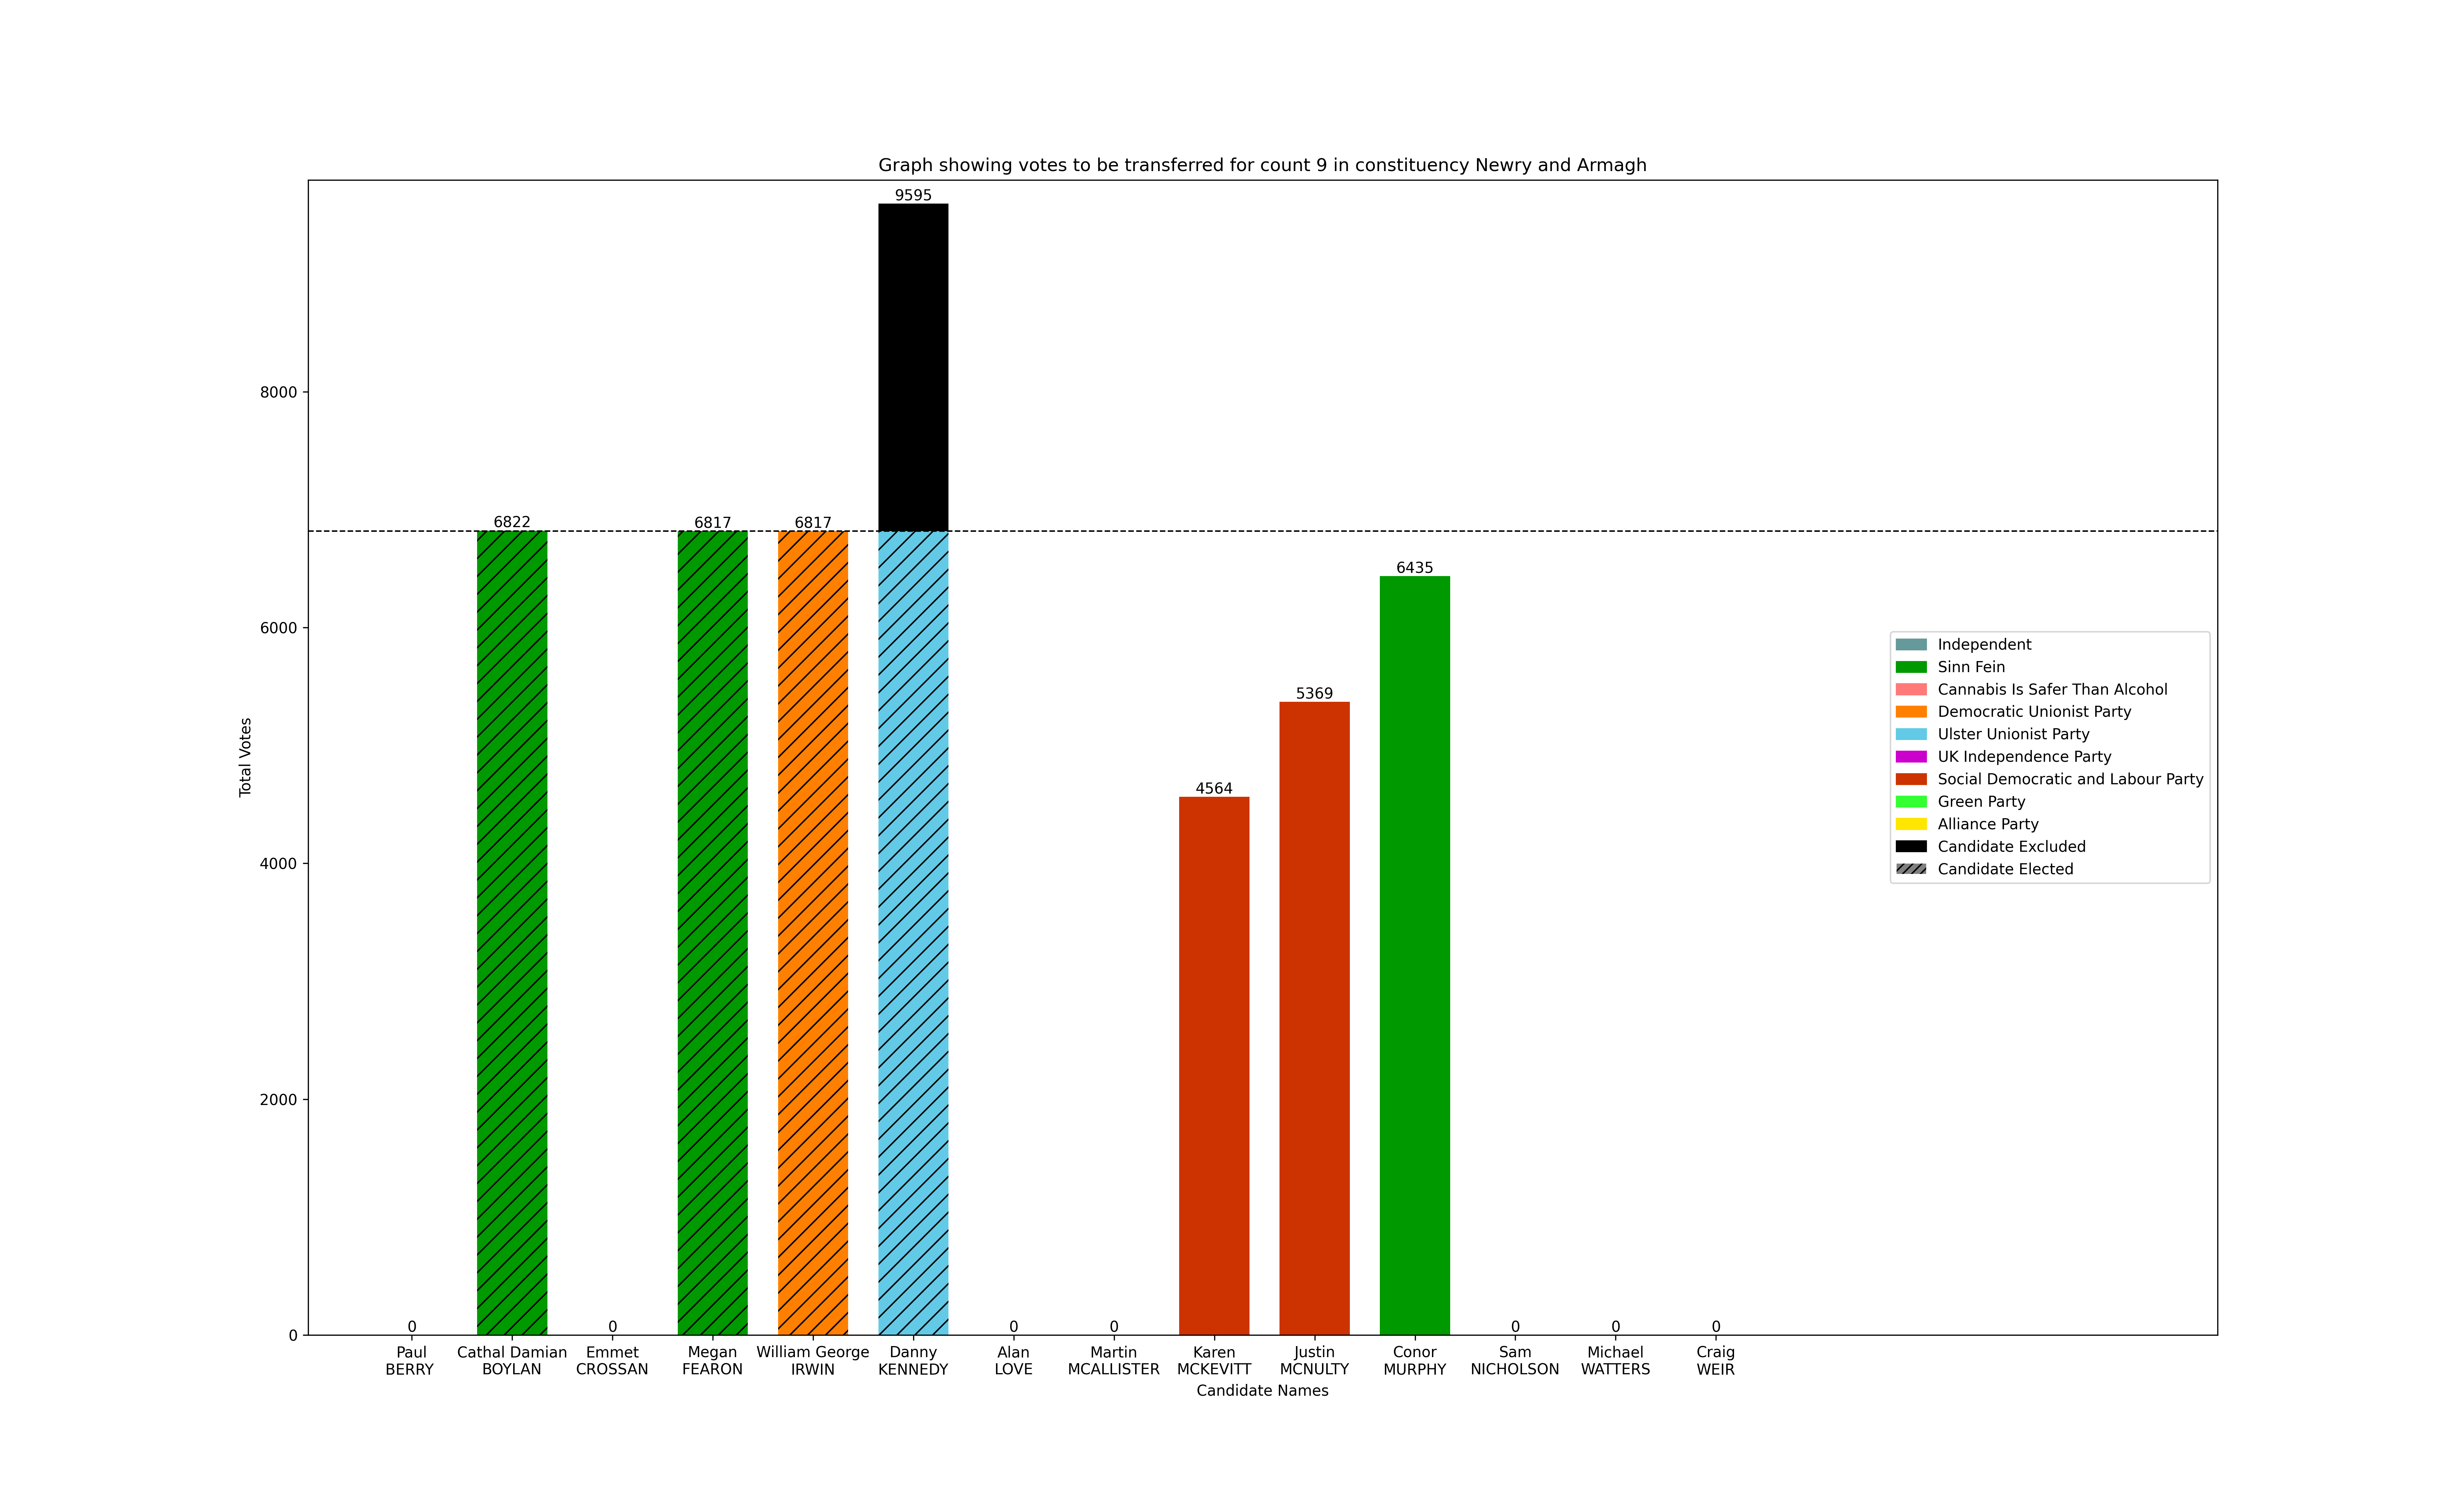 Graph showing votes to be transferred for count 9 in constituency Newry and Armagh
9595
8000
6822
6817
6817
6435
6000
5369
4564
4000
2000
0
0
0
0
0
0
0
0
Total Votes
Independent
Sinn Fein
Cannabis Is Safer Than Alcohol
Democratic Unionist Party
Ulster Unionist Party
UK Independence Party
Social Democratic and Labour Party
Green Party
Alliance Party
Candidate Excluded
Candidate Elected
Paul
BERRY
Cathal Damian
BOYLAN
Emmet
CROSSAN
Megan
FEARON
William George
IRWIN
Danny
KENNEDY
Alan
LOVE
Martin
MCALLISTER
Karen
MCKEVITT
Justin
MCNULTY
Conor
MURPHY
Sam
NICHOLSON
Michael
WATTERS
Craig
WEIR
Candidate Names